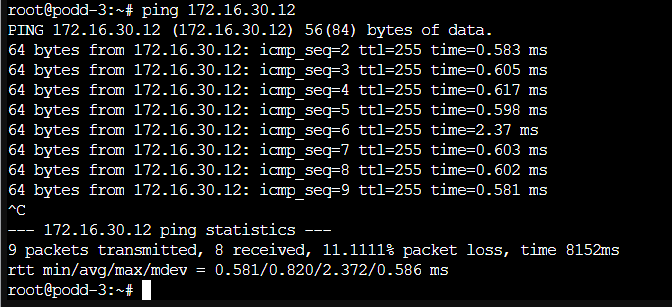 root@podd-3:~# ping 172.16.30.12
PING 172.16.30.12 (172.16.30.12) 56(84) bytes of data.
64 bytes from 172.16.30.12: icmp_seq=2 ttl=255 time=0.583 ms
64 bytes from 172.16.30.12: icmp_seq=3 ttl=255 time=0.605 ms
64 bytes from 172.16.30.12: icmp_seq=4 ttl=255 time=0.617 ms
64 bytes from 172.16.30.12: icmp_seq=5 ttl=255 time=0.598 ms
64 bytes from 172.16.30.12: icmp_seq=6 ttl=255 time=2.37 ms
64 bytes from 172.16.30.12: icmp_seq=7 ttl=255 time=0.603 ms
64 bytes from 172.16.30.12: icmp_seq=8 ttl=255 time=0.602 ms
64 bytes from 172.16.30.12: icmp_seq=9 ttl=255 time=0.581 ms
^C
--- 172.16.30.12 ping statistics ---
9 packets transmitted, 8 received, 11.1111% packet loss, time 8152ms
rtt min/avg/max/mdev = 0.581/0.820/2.372/0.586 ms
root@podd-3:~#